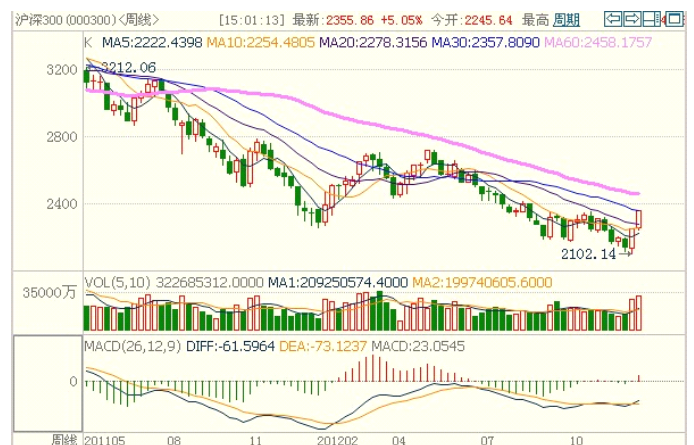 沪深300 (000300)<周线> [15:01:13] 最新:2355.86 +5.05% 今开:2245.64 最高 周期
K MA5:2222.4398 MA10:2254.4805 MA20:2278.3156 MA30:2357.8090 MA60:2458.1757
3212.06
3200
2800
2400
2102.14
VOL(5,10) 322685312.0000 MA1:209250574.4000 MA2:199740605.6000
35000万
MACD(26,12,9) DIFF:-61.5964 DEA:-73.1237 MACD:23.0545
0
周线 201105 08 11 201202 04 07 10